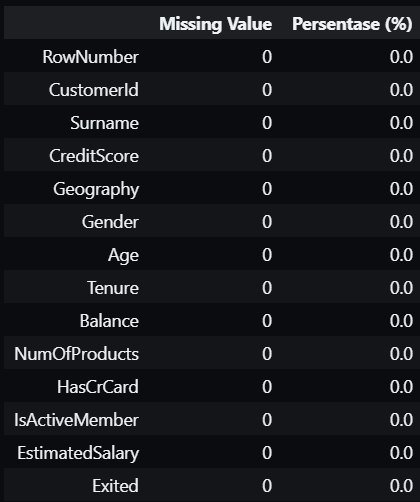 Missing Value Persentase (%)
RowNumber 0 0.0
CustomerId 0 0.0
Surname 0 0.0
CreditScore 0 0.0
Geography 0 0.0
Gender 0 0.0
Age 0 0.0
Tenure 0 0.0
Balance 0 0.0
NumOfProducts 0 0.0
HasCrCard 0 0.0
IsActiveMember 0 0.0
EstimatedSalary 0 0.0
Exited 0 0.0